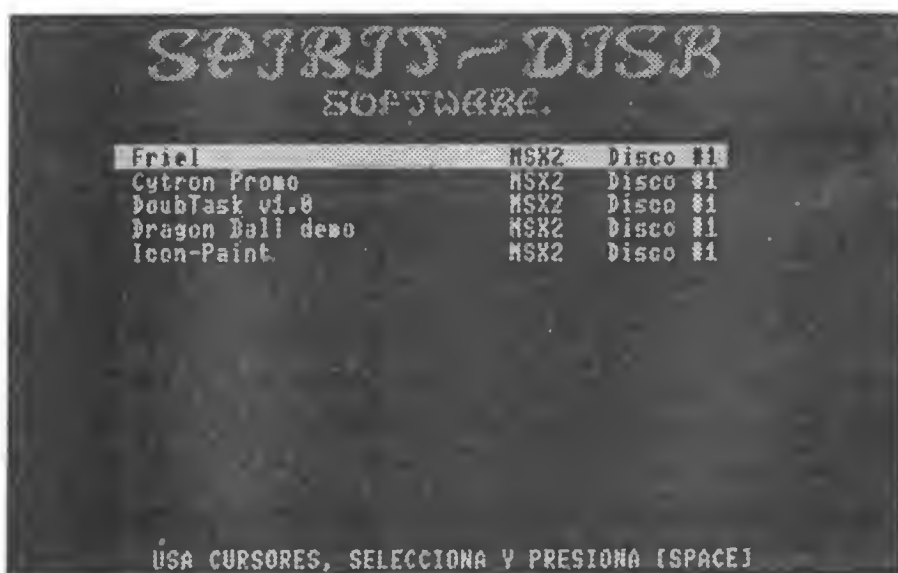 SPIRIT-DISK
SOFTWARE.
Friel MSX2 Disco #1
Cytron Promo MSX2 Disco #1
DoubTask v1.0 MSX2 Disco #1
Dragon Ball demo MSX2 Disco #1
Icon-Paint MSX2 Disco #1
USA CURSORES, SELECCIONA Y PRESIONA [SPACE]